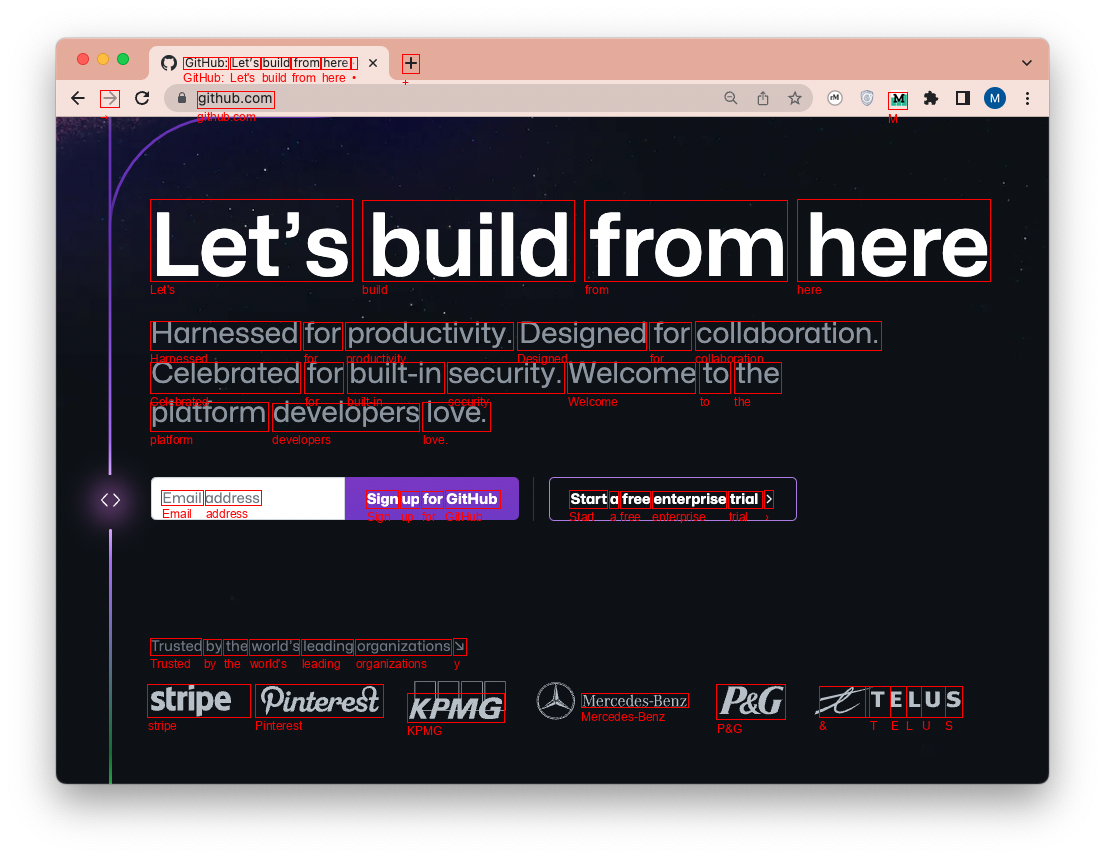 GitHub: Let's build from here ·
GitHub: Let's build from here •
+
github.com
github.com
M
M
M
Let's build from here
Let's build from here
Harnessed for productivity. Designed for collaboration.
Harnessed for productivity. Designed for collaboration.
Celebrated for built-in security. Welcome to the
Celebrated for built-in security. Welcome to the
platform developers love.
platform developers love.
Email address
Email address
Sign up for GitHub
Sign up for GitHub
Start a free enterprise trial ›
Start a free enterprise trial ›
Trusted by the world's leading organizations ↘
Trusted by the world's leading organizations y
stripe Pinterest KPMG Mercedes-Benz P&G TELUS
stripe Pinterest KPMG Mercedes-Benz P&G & T E L U S